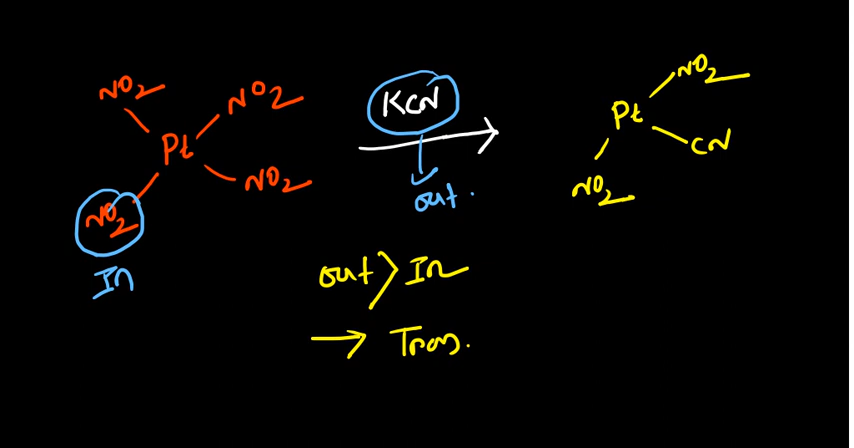 NO2 NO2 KCN NO2
Pt Pt
NO2 CN
NO2 out. NO2
In
out > In
→ Trans.